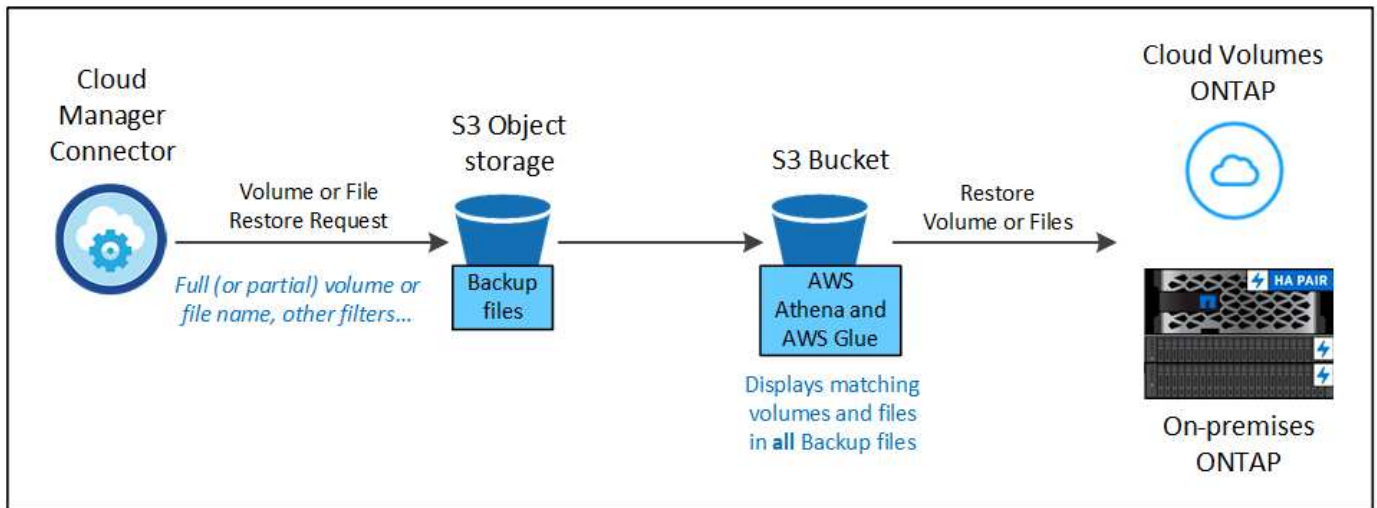 Cloud
Manager
Connector
Volume or File
Restore Request
Full (or partial) volume or
file name, other filters...
S3 Object
storage
Backup
files
S3 Bucket
AWS
Athena and
AWS Glue
Displays matching
volumes and files
in all Backup files
Restore
Volume or Files
Cloud Volumes
ONTAP
HA PAIR
On-premises
ONTAP